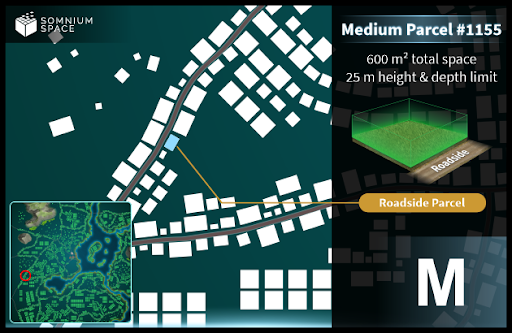 SOMNIUM
SPACE
Medium Parcel #1155
600 m² total space
25 m height & depth limit
Roadside
Roadside Parcel
M